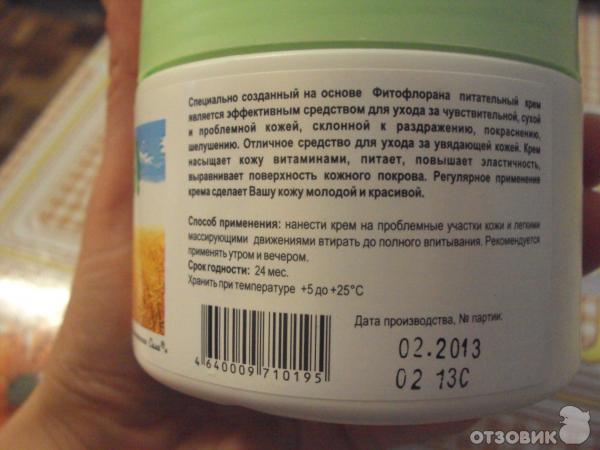 Специально созданный на основе Фитофлорана питательный крем
является эффективным средством для ухода за чувствительной, сухой
и проблемной кожей, склонной к раздражению, покраснению,
шелушению. Отличное средство для ухода за увядающей кожей. Крем
насыщает кожу витаминами, питает, повышает эластичность,
выравнивает поверхность кожного покрова. Регулярное применение
крема сделает Вашу кожу молодой и красивой.
Способ применения: нанести крем на проблемные участки кожи и легкими
массирующими движениями втирать до полного впитывания. Рекомендуется
применять утром и вечером.
Срок годности: 24 мес.
Хранить при температуре +5 до +25°С
Дата производства, № партии:
02.2013
02 13С
4 640009 710195
ОТЗОВИК